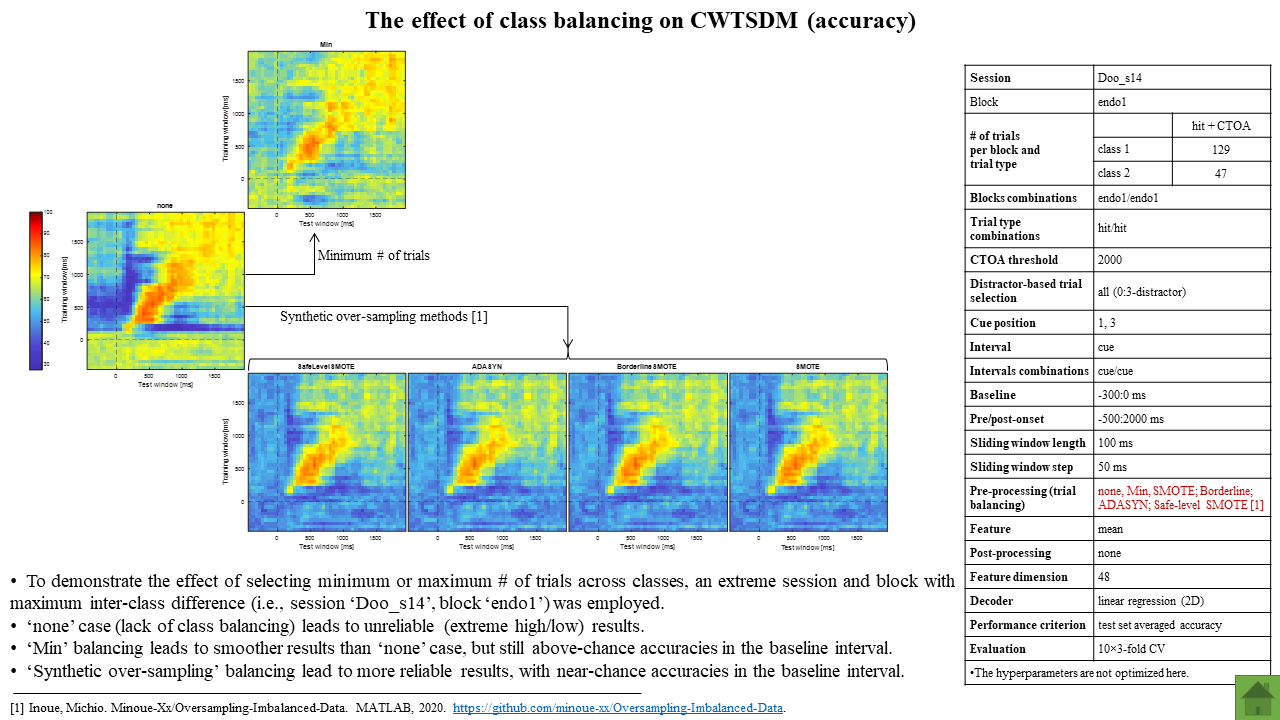 The effect of class balancing on CWTSDM (accuracy)
Min
Training window [ms]
1500
1000
500
0
0 500 1000 1500
Test window [ms]
none
100
90
80
70
60
50
40
30
Training window [ms]
1500
1000
500
0
0 500 1000 1500
Test window [ms]
Minimum # of trials
Synthetic over-sampling methods [1]
SafeLevel SMOTE ADASYN Borderline SMOTE SMOTE
Training window [ms]
1500
1000
500
0
0 500 1000 1500 0 500 1000 1500 0 500 1000 1500 0 500 1000 1500
Test window [ms] Test window [ms] Test window [ms] Test window [ms]
• To demonstrate the effect of selecting minimum or maximum # of trials across classes, an extreme session and block with
maximum inter-class difference (i.e., session ‘Doo_s14’, block ‘endo1’) was employed.
• ‘none’ case (lack of class balancing) leads to unreliable (extreme high/low) results.
• ‘Min’ balancing leads to smoother results than ‘none’ case, but still above-chance accuracies in the baseline interval.
• ‘Synthetic over-sampling’ balancing lead to more reliable results, with near-chance accuracies in the baseline interval.
[1] Inoue, Michio. Minoue-Xx/Oversampling-Imbalanced-Data. MATLAB, 2020. https://github.com/minoue-xx/Oversampling-Imbalanced-Data.
Session Doo_s14
Block endo1
# of trials
per block and
trial type
hit + CTOA
class 1 129
class 2 47
Blocks combinations endo1/endo1
Trial type
combinations
hit/hit
CTOA threshold 2000
Distractor-based trial
selection
all (0:3-distractor)
Cue position 1, 3
Interval cue
Intervals combinations cue/cue
Baseline -300:0 ms
Pre/post-onset -500:2000 ms
Sliding window length 100 ms
Sliding window step 50 ms
Pre-processing (trial
balancing)
none, Min, SMOTE; Borderline;
ADASYN; Safe-level SMOTE [1]
Feature mean
Post-processing none
Feature dimension 48
Decoder linear regression (2D)
Performance criterion test set averaged accuracy
Evaluation 10×3-fold CV
•The hyperparameters are not optimized here.